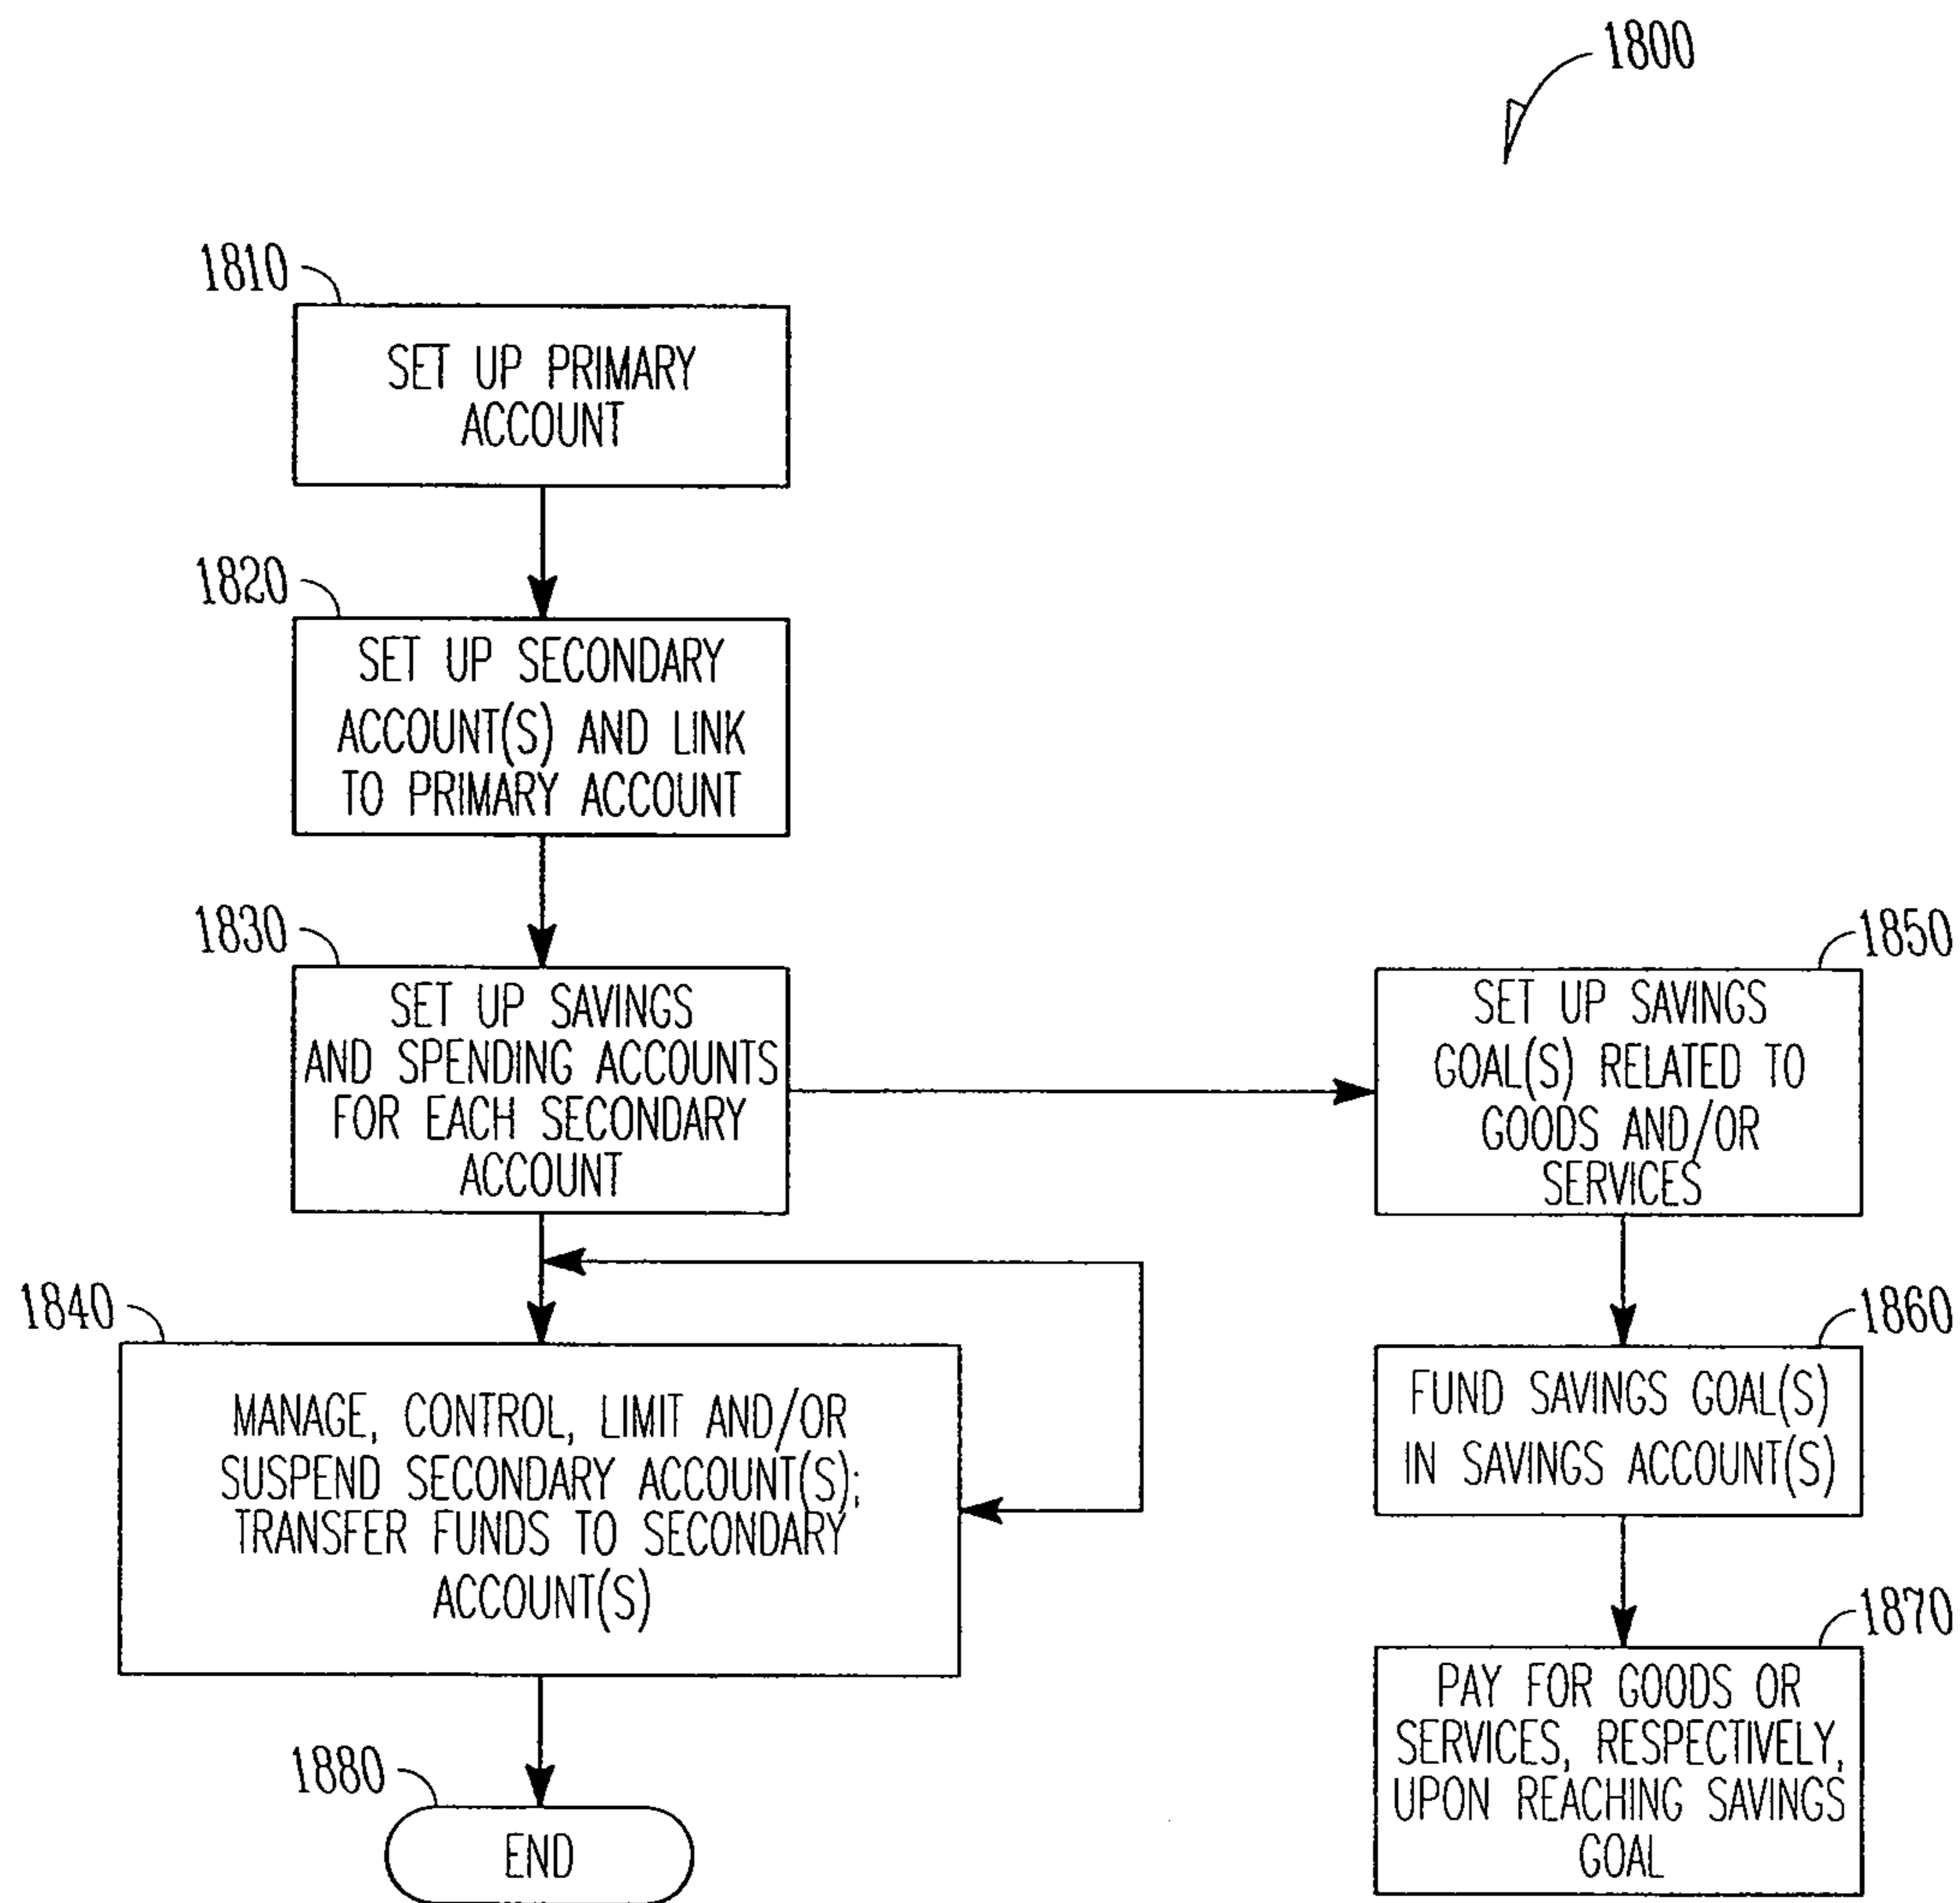 1800
1810
SET UP PRIMARY
ACCOUNT
1820
SET UP SECONDARY
ACCOUNT(S) AND LINK
TO PRIMARY ACCOUNT
1830
SET UP SAVINGS
AND SPENDING ACCOUNTS
FOR EACH SECONDARY
ACCOUNT
1850
SET UP SAVINGS
GOAL(S) RELATED TO
GOODS AND/OR
SERVICES
1840
MANAGE, CONTROL, LIMIT AND/OR
SUSPEND SECONDARY ACCOUNT(S);
TRANSFER FUNDS TO SECONDARY
ACCOUNT(S)
1860
FUND SAVINGS GOAL(S)
IN SAVINGS ACCOUNT(S)
1870
PAY FOR GOODS OR
SERVICES, RESPECTIVELY,
UPON REACHING SAVINGS
GOAL
1880
END